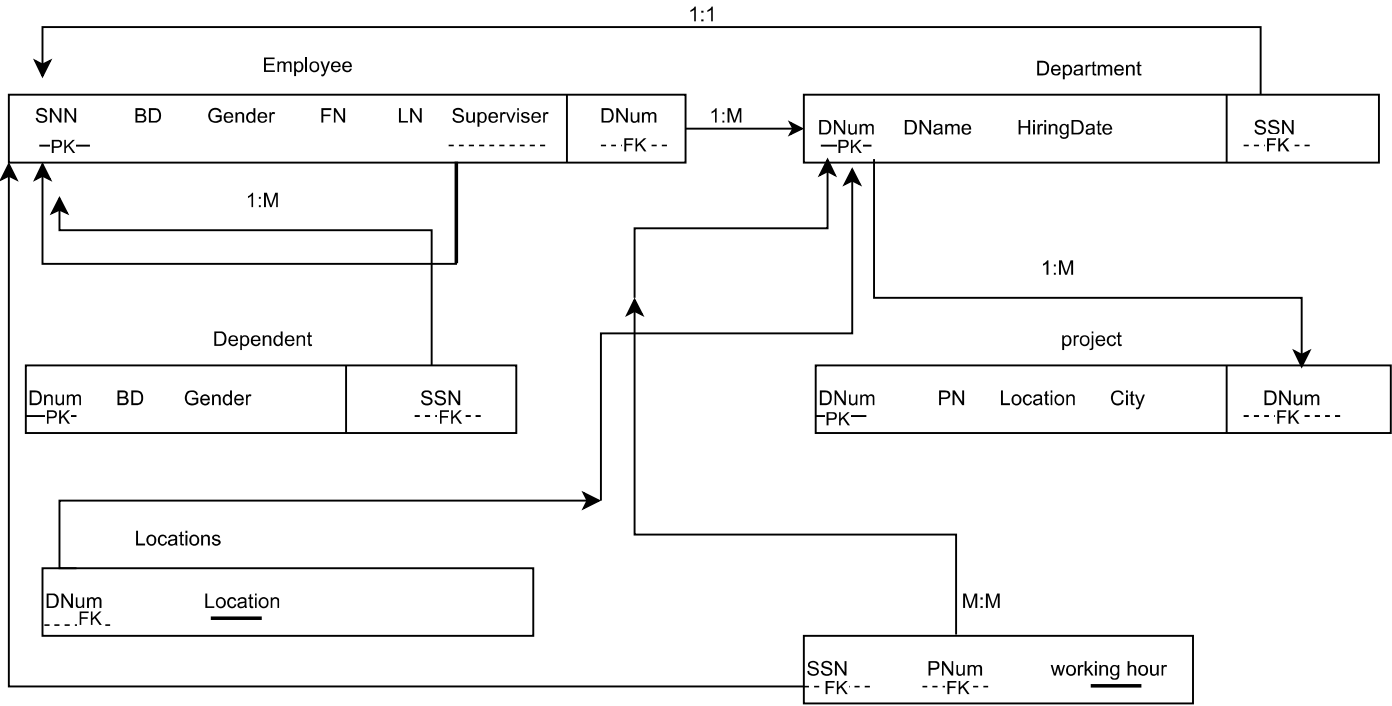 1:1
Employee
Department
SNN BD Gender FN LN Superviser DNum
PK FK
1:M
DNum DName HiringDate SSN
PK FK
1:M
1:M
Dependent
project
Dnum BD Gender SSN
PK FK
DNum PN Location City DNum
PK FK
Locations
DNum Location
FK
M:M
SSN PNum working hour
FK FK